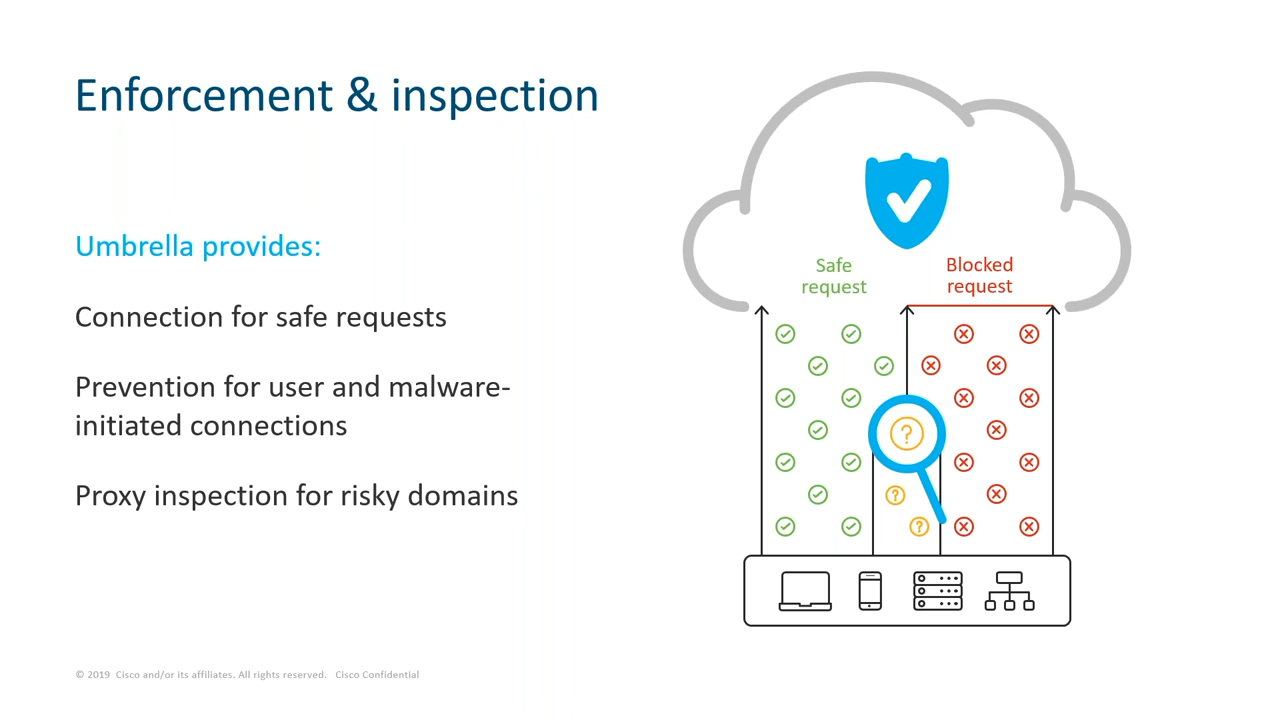 Enforcement & inspection
Umbrella provides:
Connection for safe requests
Prevention for user and malware-
initiated connections
Proxy inspection for risky domains
Safe
request
Blocked
request
?
?
?
© 2019 Cisco and/or its affiliates. All rights reserved. Cisco Confidential